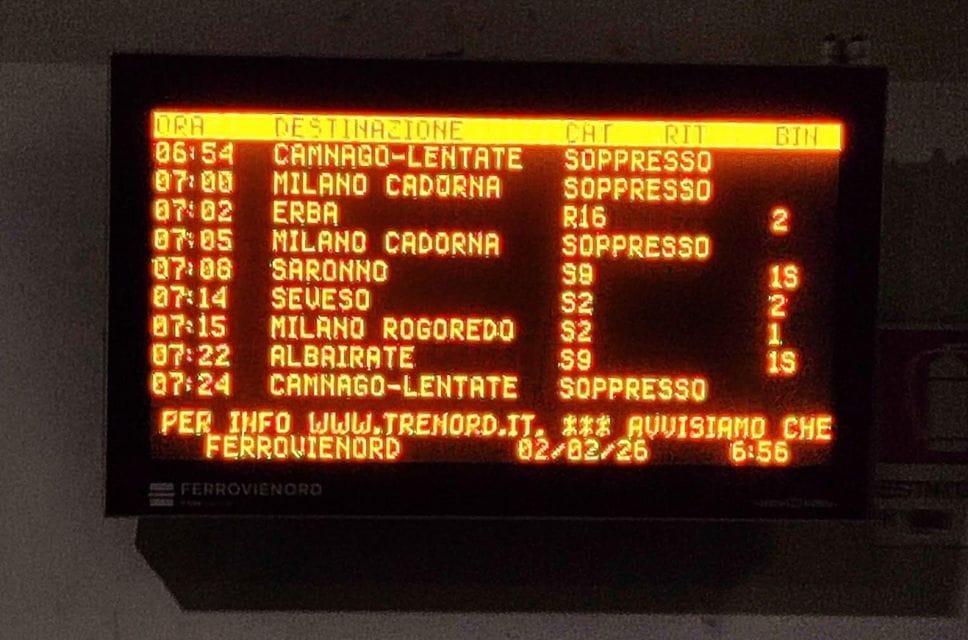 ORA DESTINAZIONE CAT RIT BIN
06:54 CAMNAGO-LENTATE SOPPRESSO
07:00 MILANO CADORNA SOPPRESSO
07:02 ERBA R16 2
07:05 MILANO CADORNA SOPPRESSO
07:08 SARONNO S9 1S
07:14 SEVESO S2 2
07:15 MILANO ROGOREDO S2 1
07:22 ALBAIRATE S9 1S
07:24 CAMNAGO-LENTATE SOPPRESSO
PER INFO WWW.TRENORD.IT. *** AVVISIAMO CHE
FERROVIENORD 02/02/26 6:56
FERROVIENORD